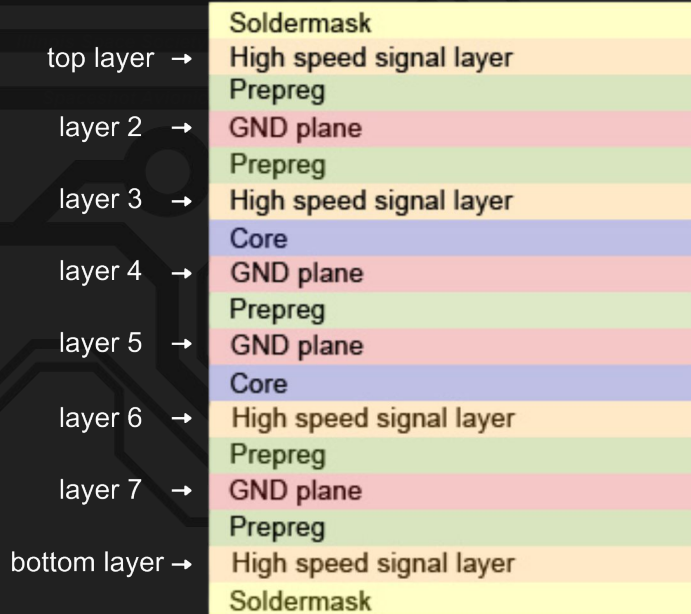 Soldermask
top layer → High speed signal layer
Prepreg
layer 2 → GND plane
Prepreg
layer 3 → High speed signal layer
Core
layer 4 → GND plane
Prepreg
layer 5 → GND plane
Core
layer 6 → High speed signal layer
Prepreg
layer 7 → GND plane
Prepreg
bottom layer → High speed signal layer
Soldermask